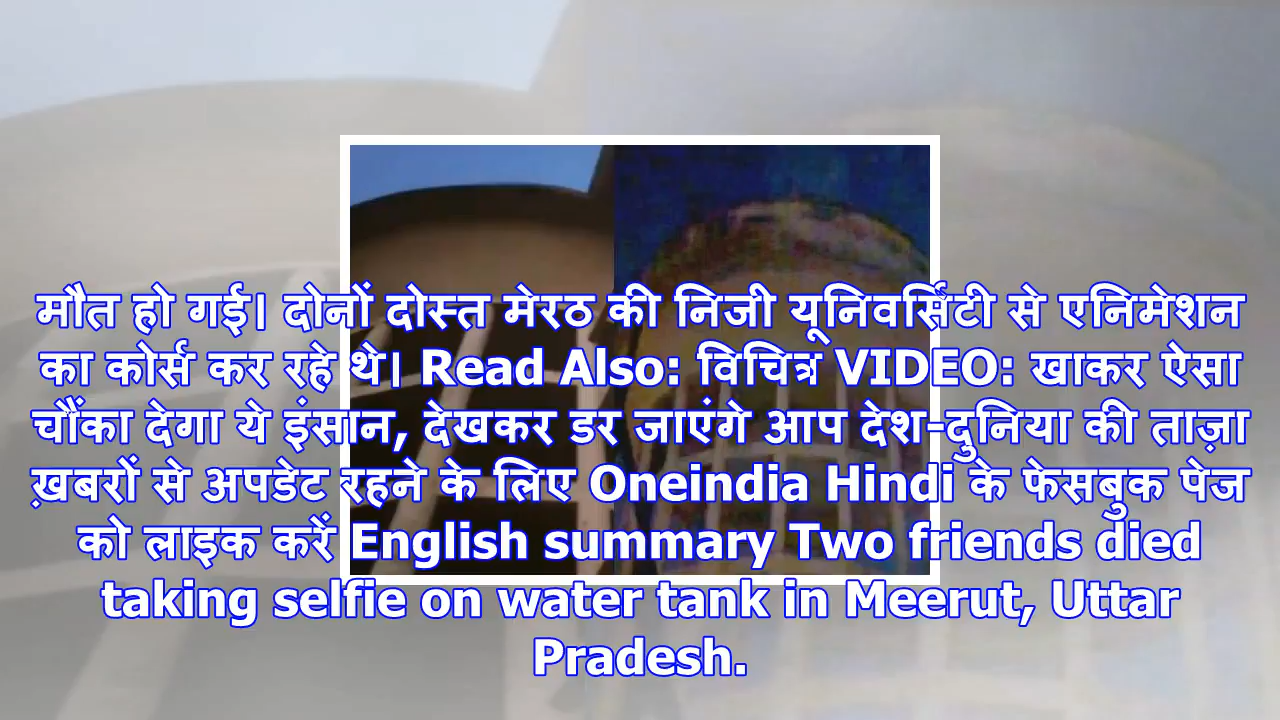 मौत हो गई। दोनों दोस्त मेरठ की निजी यूनिवर्सिटी से एनिमेशन
का कोर्स कर रहे थे। Read Also: विचित्र VIDEO: खाकर ऐसा
चौंका देगा ये इंसान, देखकर डर जाएंगे आप देश-दुनिया की ताज़ा
ख़बरों से अपडेट रहने के लिए Oneindia Hindi के फेसबुक पेज
को लाइक करें English summary Two friends died
taking selfie on water tank in Meerut, Uttar
Pradesh.